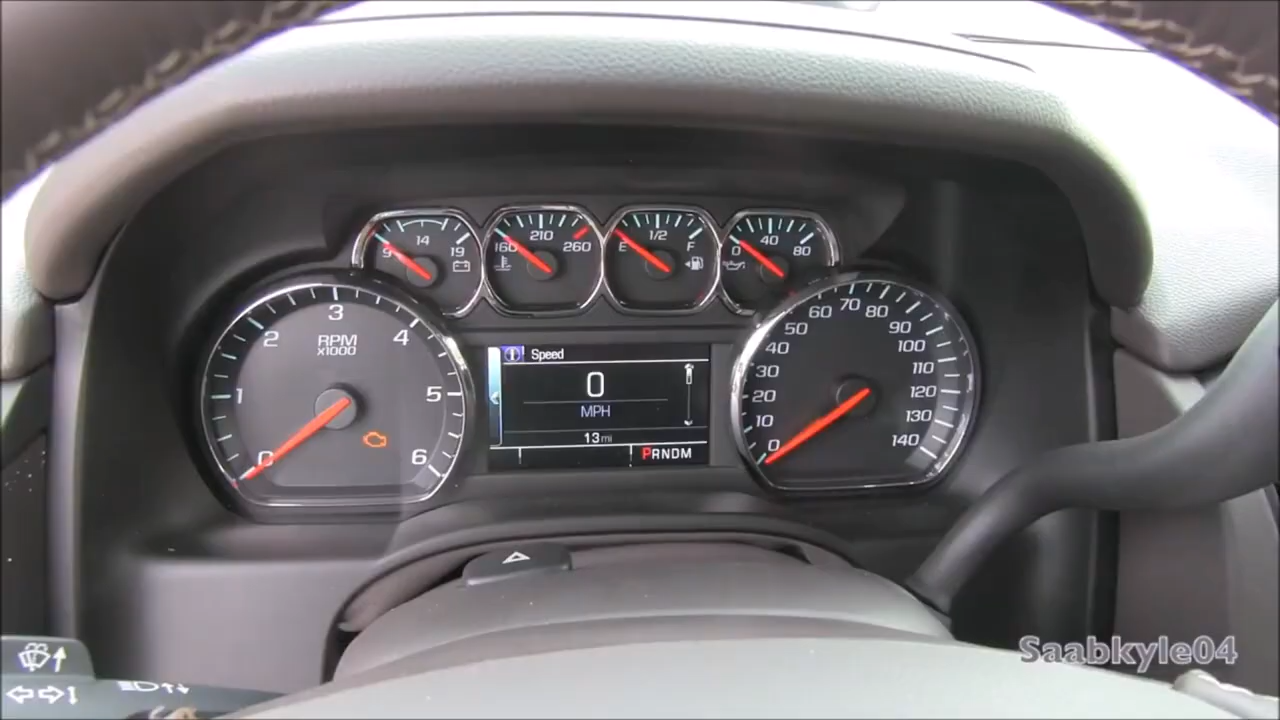 9 14 19
160 210 260
E 1/2 F
0 40 80
0 1 2 3 4 5 6
RPM
x1000
Speed
0
MPH
13 mi
PRNDM
0 10 20 30 40 50 60 70 80 90 100 110 120 130 140
Saabkyle04